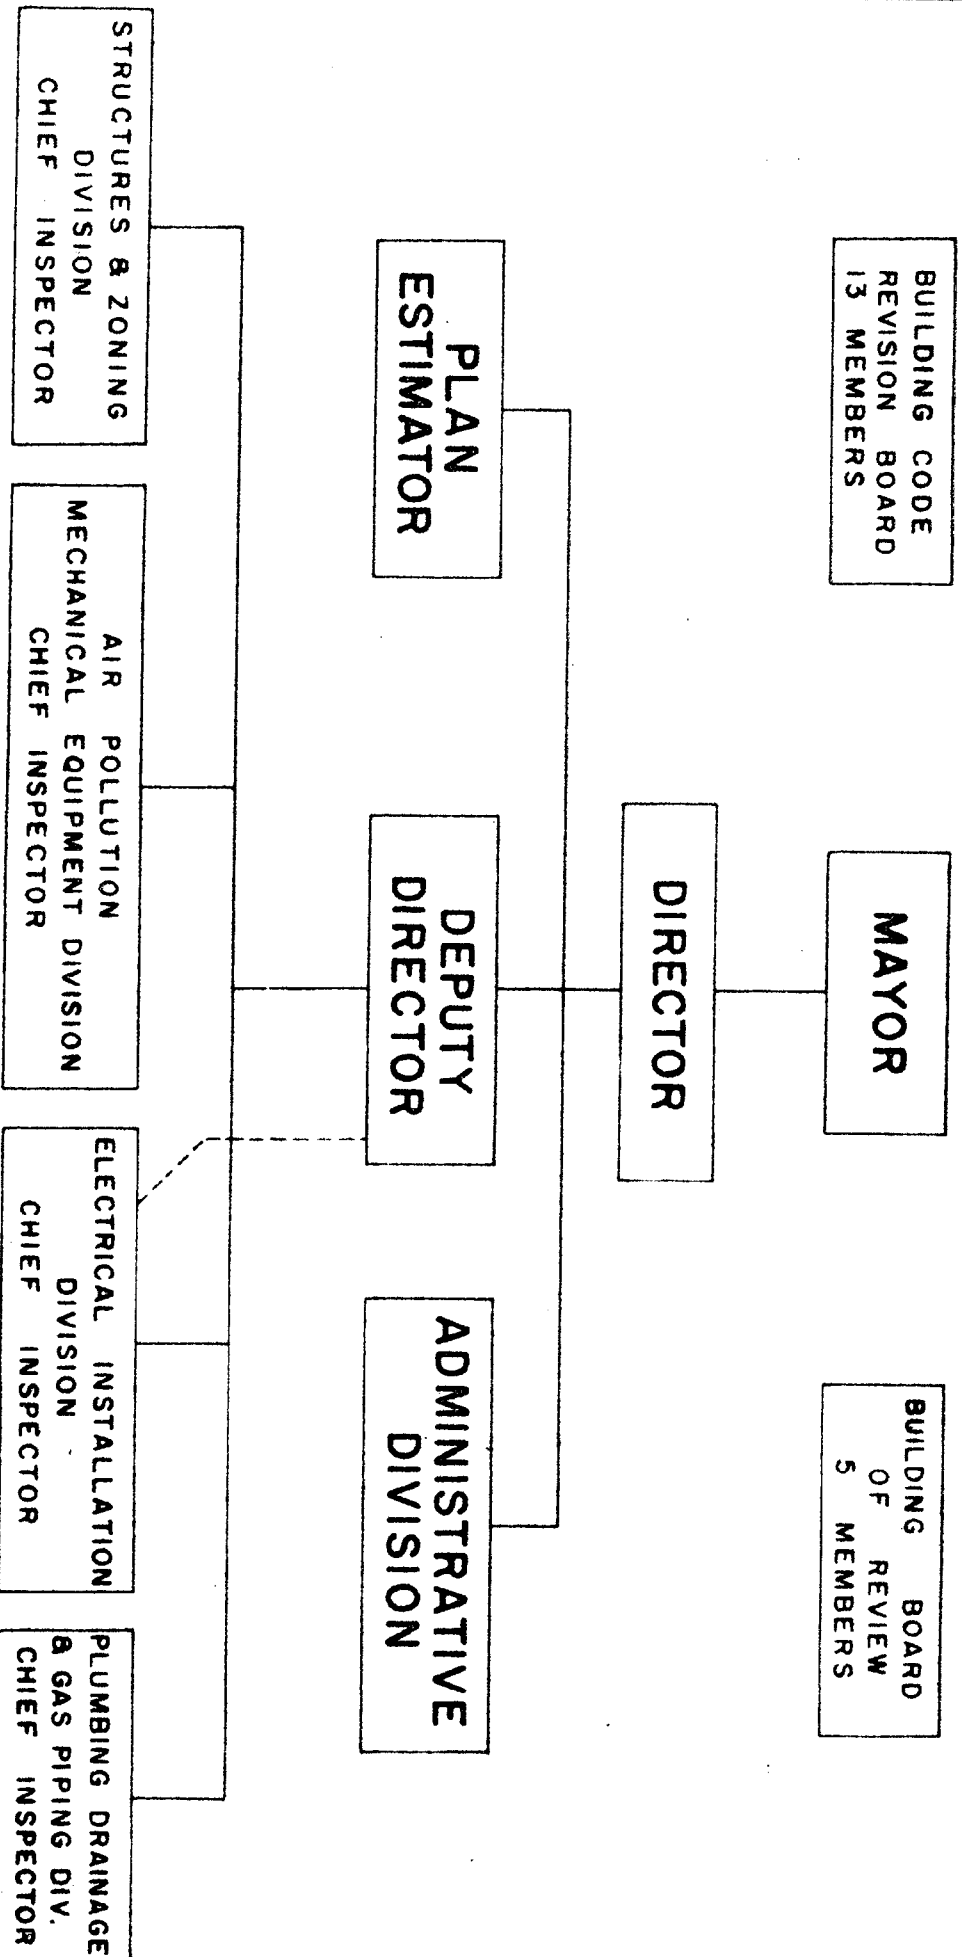 BUILDING CODE
REVISION BOARD
13 MEMBERS
MAYOR
BUILDING BOARD
OF REVIEW
5 MEMBERS
DIRECTOR
PLAN
ESTIMATOR
DEPUTY
DIRECTOR
ADMINISTRATIVE
DIVISION
STRUCTURES & ZONING
DIVISION
CHIEF INSPECTOR
AIR POLLUTION
MECHANICAL EQUIPMENT DIVISION
CHIEF INSPECTOR
ELECTRICAL INSTALLATION
DIVISION
CHIEF INSPECTOR
PLUMBING DRAINAGE
& GAS PIPING DIV.
CHIEF INSPECTOR